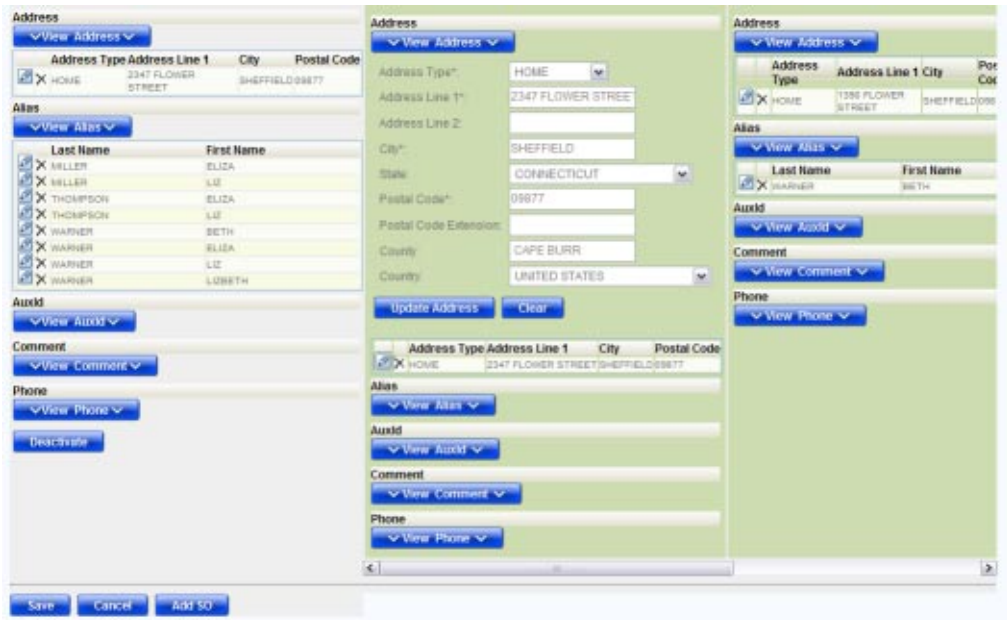 Address
View Address
Address Type Address Line 1 City Postal Code
HOME 2347 FLOWER STREET SHEFFIELD 09877
Alias
View Alias
Last Name First Name
MILLER ELIZA
MILLER LIZ
THOMPSON ELIZA
THOMPSON LIZ
WARNER BETH
WARNER ELIZA
WARNER LIZ
WARNER LIZBETH
AuxId
View AuxId
Comment
View Comment
Phone
View Phone
Deactivate
Address
View Address
Address Type*: HOME
Address Line 1*: 2347 FLOWER STREE
Address Line 2:
City*: SHEFFIELD
State: CONNECTICUT
Postal Code*: 09877
Postal Code Extension:
County: CAPE BURR
Country: UNITED STATES
Update Address Clear
Address Type Address Line 1 City Postal Code
HOME 2347 FLOWER STREET SHEFFIELD 09877
Alias
View Alias
AuxId
View AuxId
Comment
View Comment
Phone
View Phone
Address
View Address
Address Type Address Line 1 City Pos Cod
HOME FLOWER STREET SHEFFIELD 098
Alias
View Alias
Last Name First Name
WARNER BETH
AuxId
View AuxId
Comment
View Comment
Phone
View Phone
Save Cancel Add SO